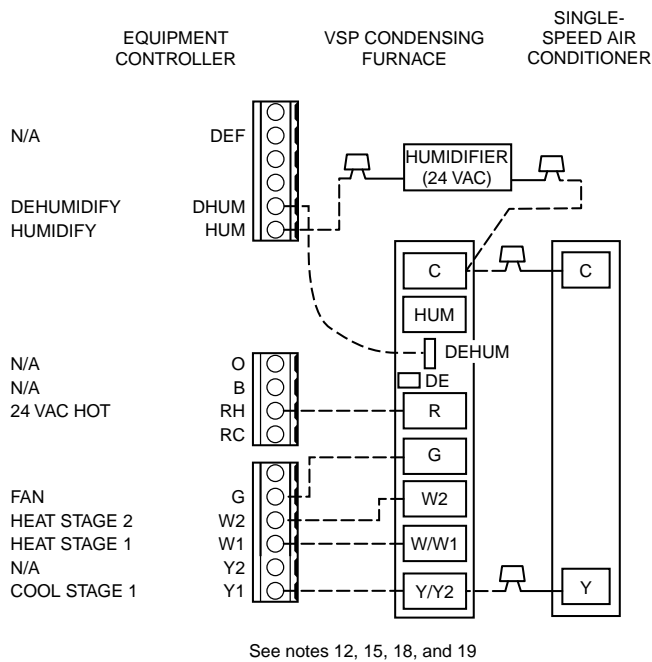 EQUIPMENT
CONTROLLER
VSP CONDENSING
FURNACE
SINGLE-
SPEED AIR
CONDITIONER
N/A DEF
HUMIDIFIER
(24 VAC)
DEHUMIDIFY DHUM
HUMIDIFY HUM
C
C
HUM
DEHUM
DE
N/A O
N/A B
24 VAC HOT RH
R
RC
G
FAN G
W2
HEAT STAGE 2 W2
HEAT STAGE 1 W1
W/W1
N/A Y2
COOL STAGE 1 Y1
Y/Y2
Y
See notes 12, 15, 18, and 19